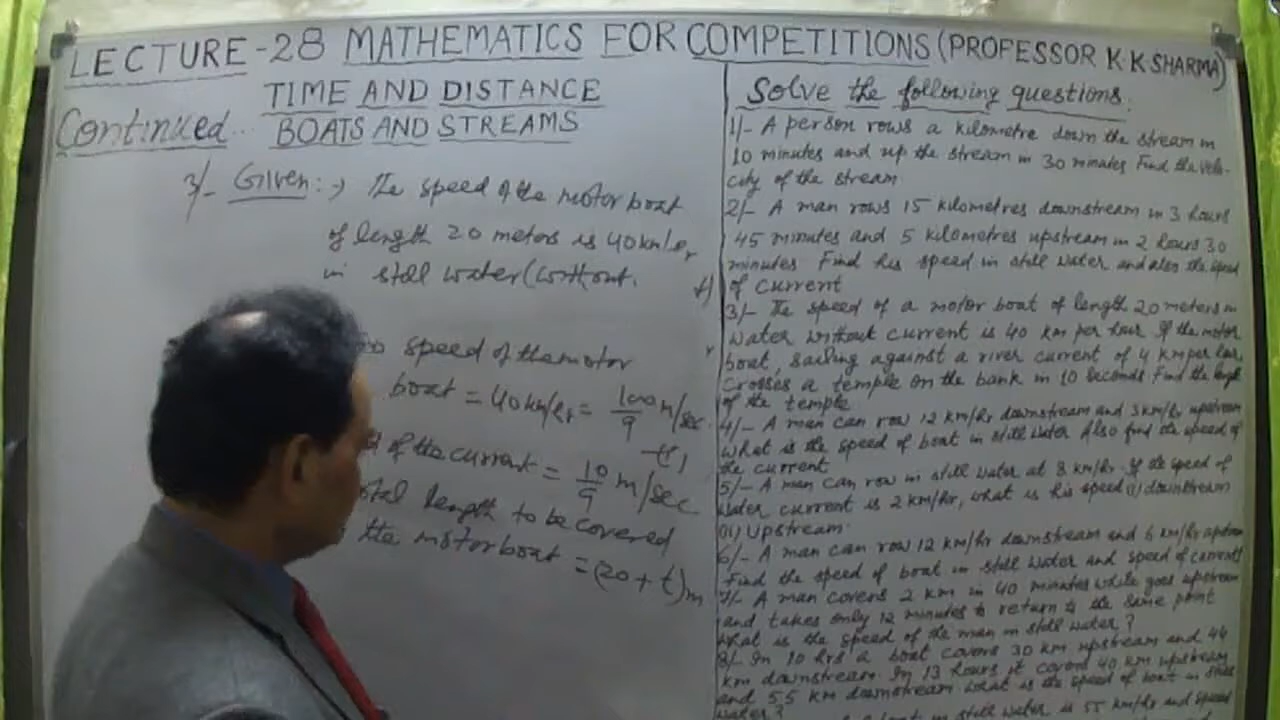 LECTURE-28 MATHEMATICS FOR COMPETITIONS (PROFESSOR K K SHARMA)
TIME AND DISTANCE
Continued... BOATS AND STREAMS
3/- Given:-> The speed of the motor boat
of length 20 meters is 40 km/hr
in still water (without
speed of the motor
boat = 40 km/hr = 100/9 m/sec
of the current = 10/9 m/sec
length to be covered
the motorboat = (20 + t)m
Solve the following questions.
1/- A person rows a kilometre down the stream in
10 minutes and up the stream in 30 minutes Find the velo-
city of the stream
2/- A man rows 15 kilometres downstream in 3 hours
45 minutes and 5 kilometres upstream in 2 hours 30
minutes Find his speed in still water and also the speed
of current
3/- The speed of a motor boat of length 20 meters in
water without current is 40 km per hour If the motor
boat, sailing against a river current of 4 km per hr,
crosses a temple on the bank in 10 seconds Find the length
of the temple
4/- A man can row 12 km/hr downstream and 3 km/hr upstream
What is the speed of boat in still water Also find the speed of
the current
5/- A man can row in still water at 8 km/hr If the speed of
water current is 2 km/hr, what is his speed (i) downstream
(ii) Upstream
6/- A man can row 12 km/hr downstream and 6 km/hr upstream
Find the speed of boat in still water and speed of current
7/- A man covers 2 km in 40 minutes while goes upstream
and takes only 12 minutes to return to the same point
What is the speed of the man in still water?
8/- In 10 hrs a boat covers 30 km upstream and 44
km downstream. In 13 hours it covers 40 km upstream
and 55 km downstream what is the speed of boat in still
water?
boat in still water is 55 km/hr and speed